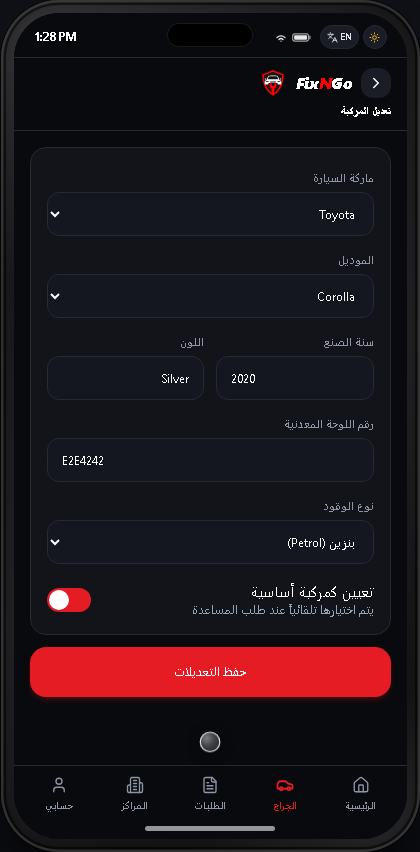 1:28 PM
EN
FixNGo
تعديل المركبة
ماركة السيارة
Toyota
الموديل
Corolla
سنة الصنع
اللون
2020
Silver
رقم اللوحة المعدنية
E2E4242
نوع الوقود
بنزين (Petrol)
تعيين كمركبة أساسية
يتم اختيارها تلقائياً عند طلب المساعدة
حفظ التعديلات
الرئيسية
الجراج
الطلبات
المراكز
حسابي